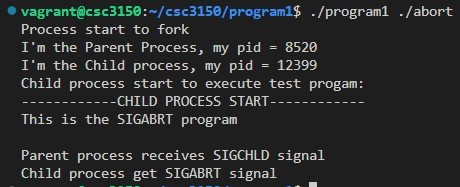 vagrant@csc3150:~/csc3150/program1$ ./program1 ./abort
Process start to fork
I'm the Parent Process, my pid = 8520
I'm the Child process, my pid = 12399
Child process start to execute test progam:
------------CHILD PROCESS START------------
This is the SIGABRT program
Parent process receives SIGCHLD signal
Child process get SIGABRT signal